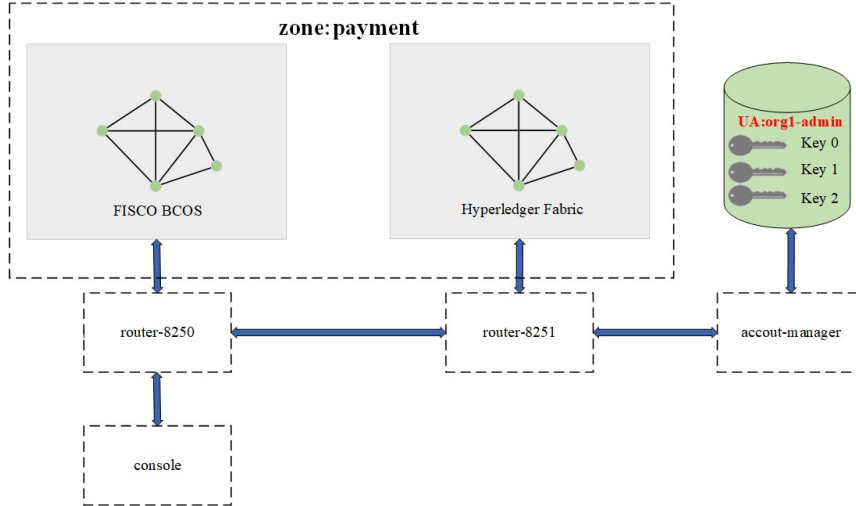 zone:payment
FISCO BCOS
Hyperledger Fabric
UA:org1-admin
Key 0
Key 1
Key 2
router-8250
router-8251
accout-manager
console